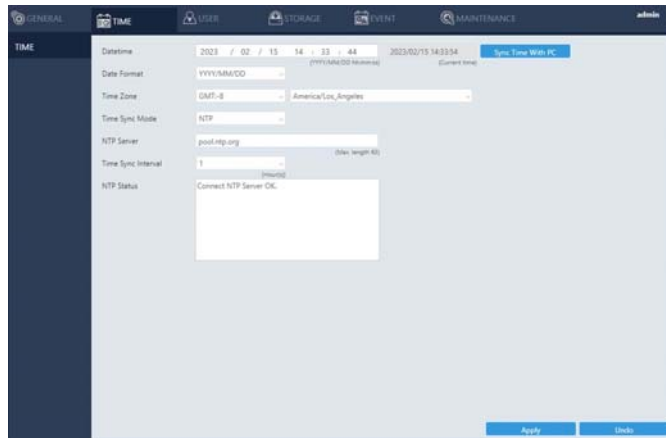 GENERAL TIME USER STORAGE EVENT MAINTENANCE admin
TIME
Datetime 2023 / 02 / 15 14 : 33 : 44 2023/02/15 14:33:54 Sync Time With PC
(YYYY/MM/DD hh:mm:ss) (Current time)
Date Format YYYY/MM/DD
Time Zone GMT:-8 America/Los_Angeles
Time Sync Mode NTP
NTP Server pool.ntp.org
(Max. length 60)
Time Sync Interval 1
(Hour(s))
NTP Status Connect NTP Server OK.
Apply Undo